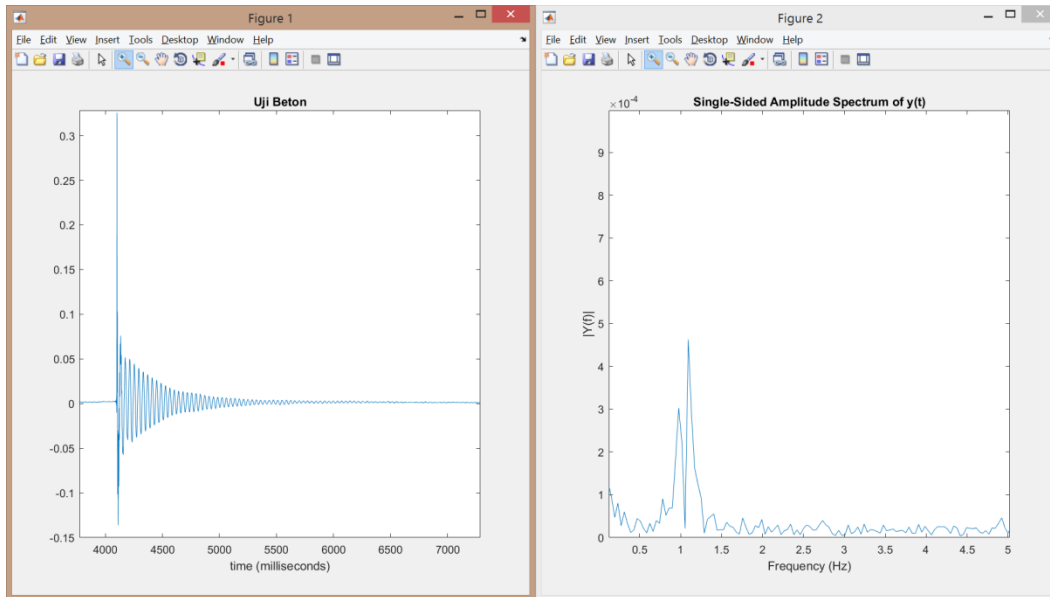 Figure 1
File Edit View Insert Tools Desktop Window Help
Uji Beton
0.3
0.25
0.2
0.15
0.1
0.05
0
-0.05
-0.1
-0.15
4000 4500 5000 5500 6000 6500 7000
time (milliseconds)
Figure 2
File Edit View Insert Tools Desktop Window Help
×10⁻⁴
Single-Sided Amplitude Spectrum of y(t)
9
8
7
6
5
4
3
2
1
0
|Y(f)|
0.5 1 1.5 2 2.5 3 3.5 4 4.5 5
Frequency (Hz)